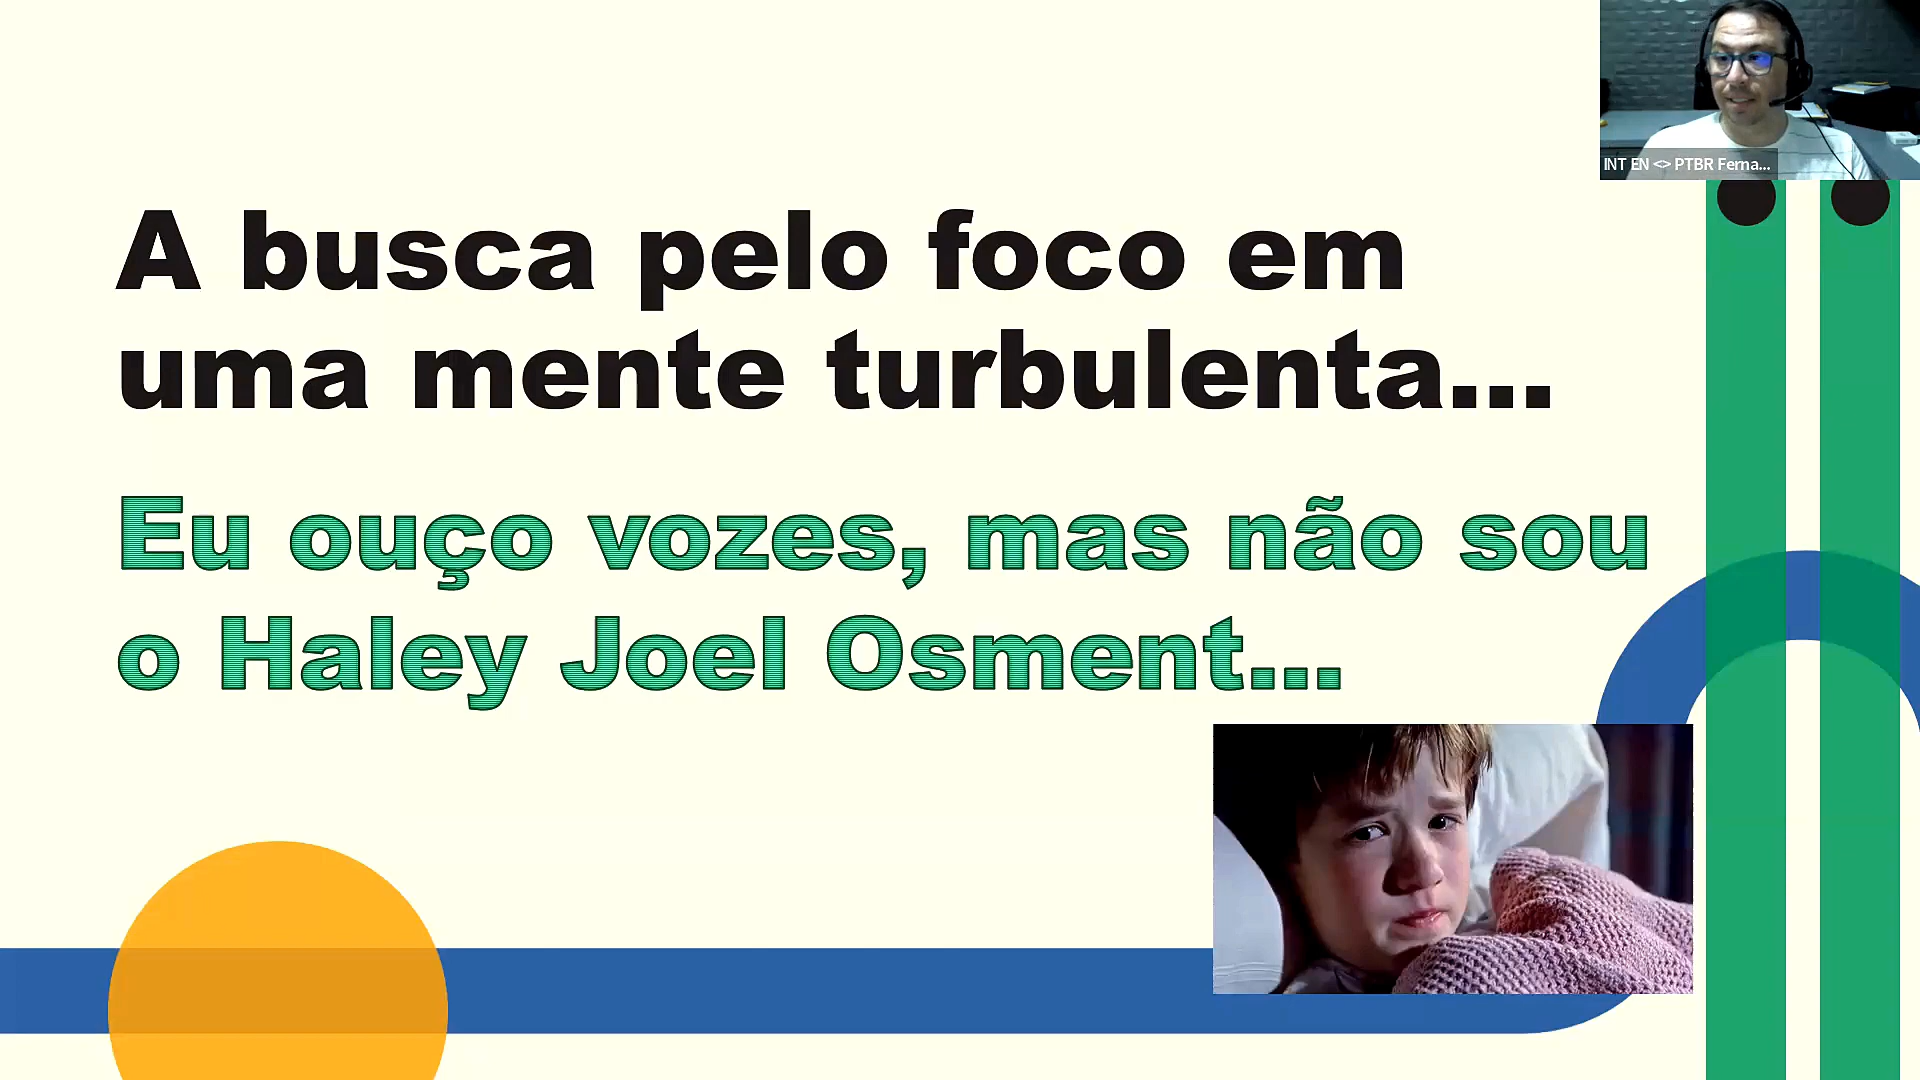 INT EN <> PTBR Ferna...
A busca pelo foco em
uma mente turbulenta...
Eu ouço vozes, mas não sou
o Haley Joel Osment...